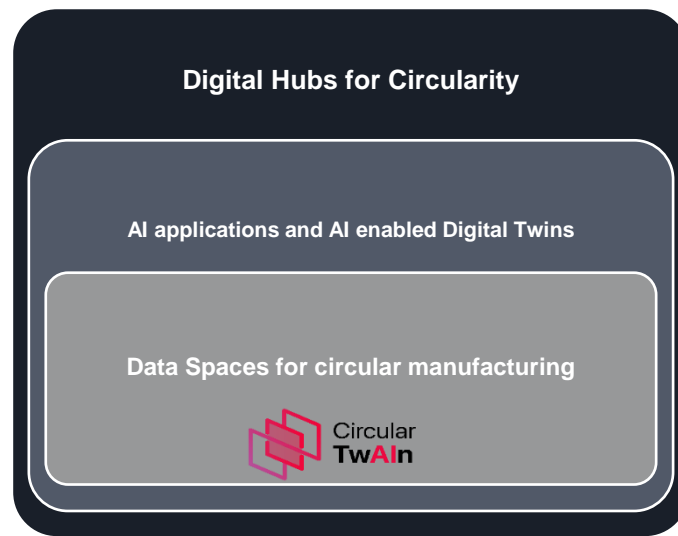 Digital Hubs for Circularity
AI applications and AI enabled Digital Twins
Data Spaces for circular manufacturing
Circular
TwAIn